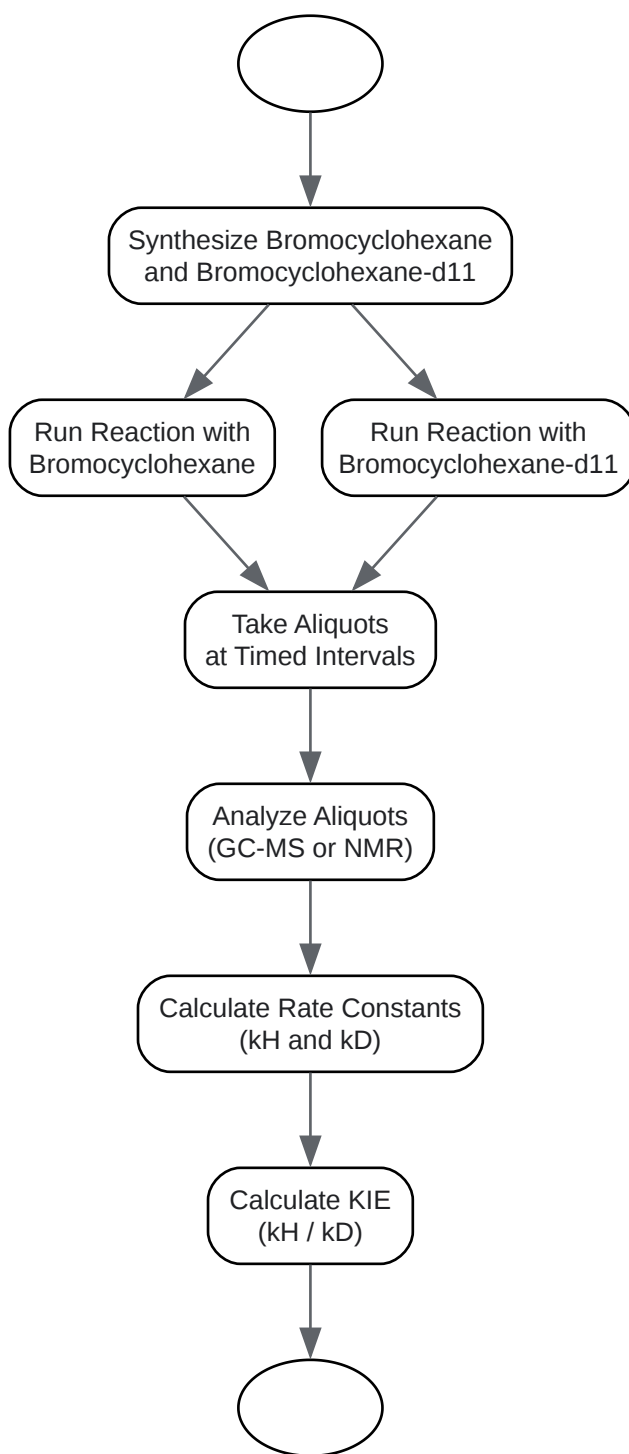 Synthesize Bromocyclohexane
and Bromocyclohexane-d11
Run Reaction with
Bromocyclohexane
Run Reaction with
Bromocyclohexane-d11
Take Aliquots
at Timed Intervals
Analyze Aliquots
(GC-MS or NMR)
Calculate Rate Constants
(kH and kD)
Calculate KIE
(kH / kD)